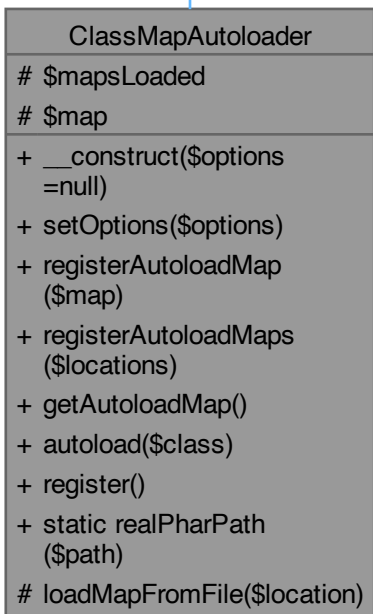 ClassMapAutoloader
# $mapsLoaded
# $map
+ __construct($options
=null)
+ setOptions($options)
+ registerAutoloadMap
($map)
+ registerAutoloadMaps
($locations)
+ getAutoloadMap()
+ autoload($class)
+ register()
+ static realPharPath
($path)
# loadMapFromFile($location)